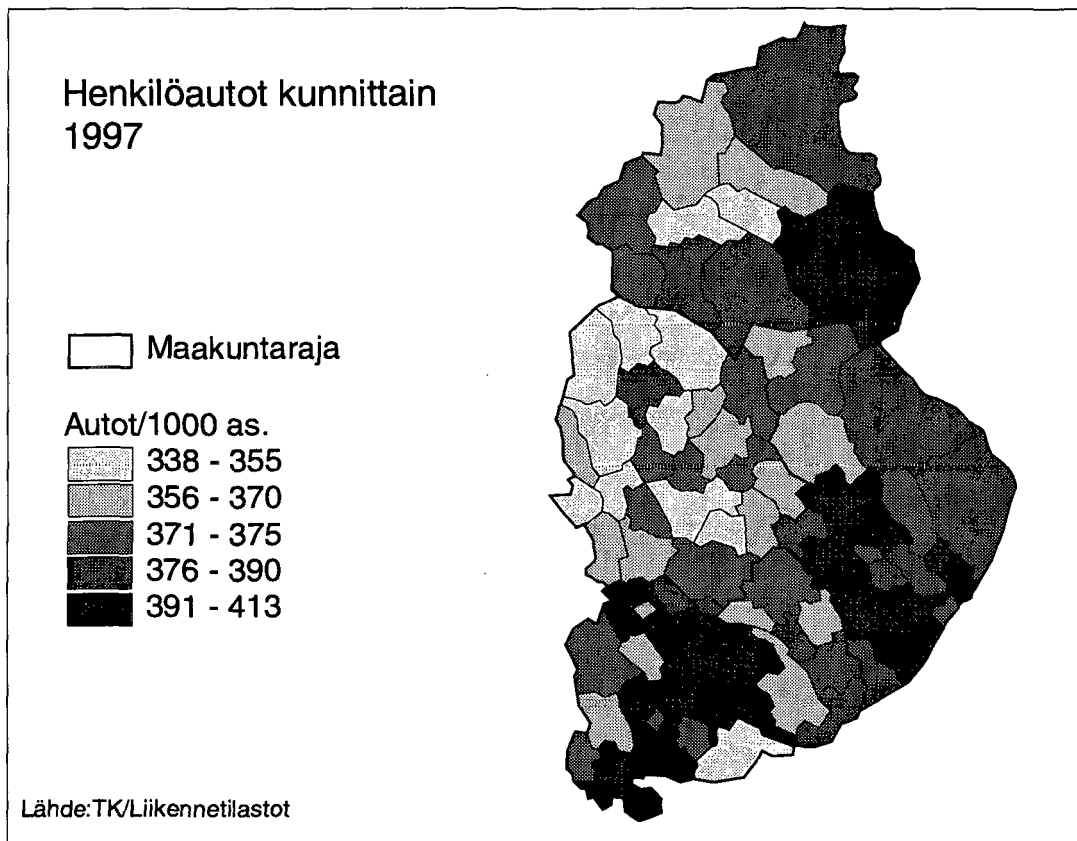 Henkilöautot kunnittain
1997
Maakuntaraja
Autot/1000 as.
338 - 355
356 - 370
371 - 375
376 - 390
391 - 413
Lähde:TK/Liikennetilastot